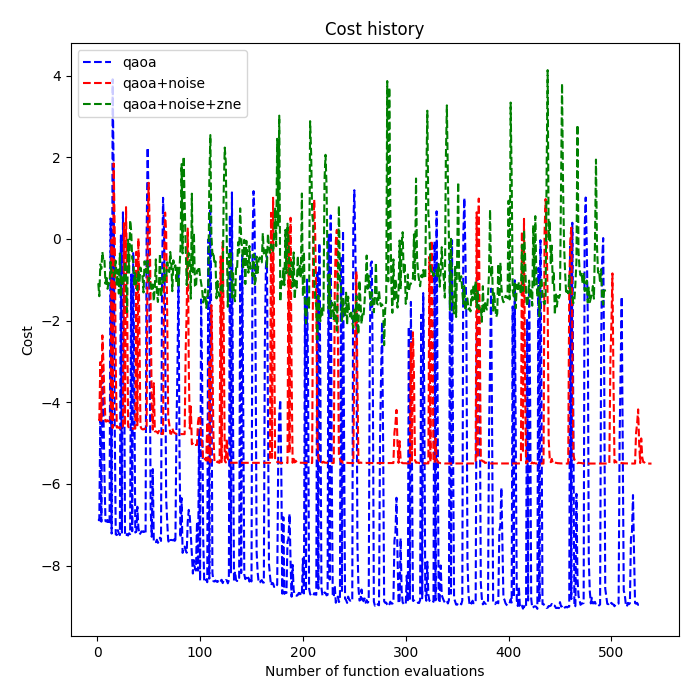 Cost history
qaoa
qaoa+noise
qaoa+noise+zne
Cost
4
2
0
−2
−4
−6
−8
0 100 200 300 400 500
Number of function evaluations